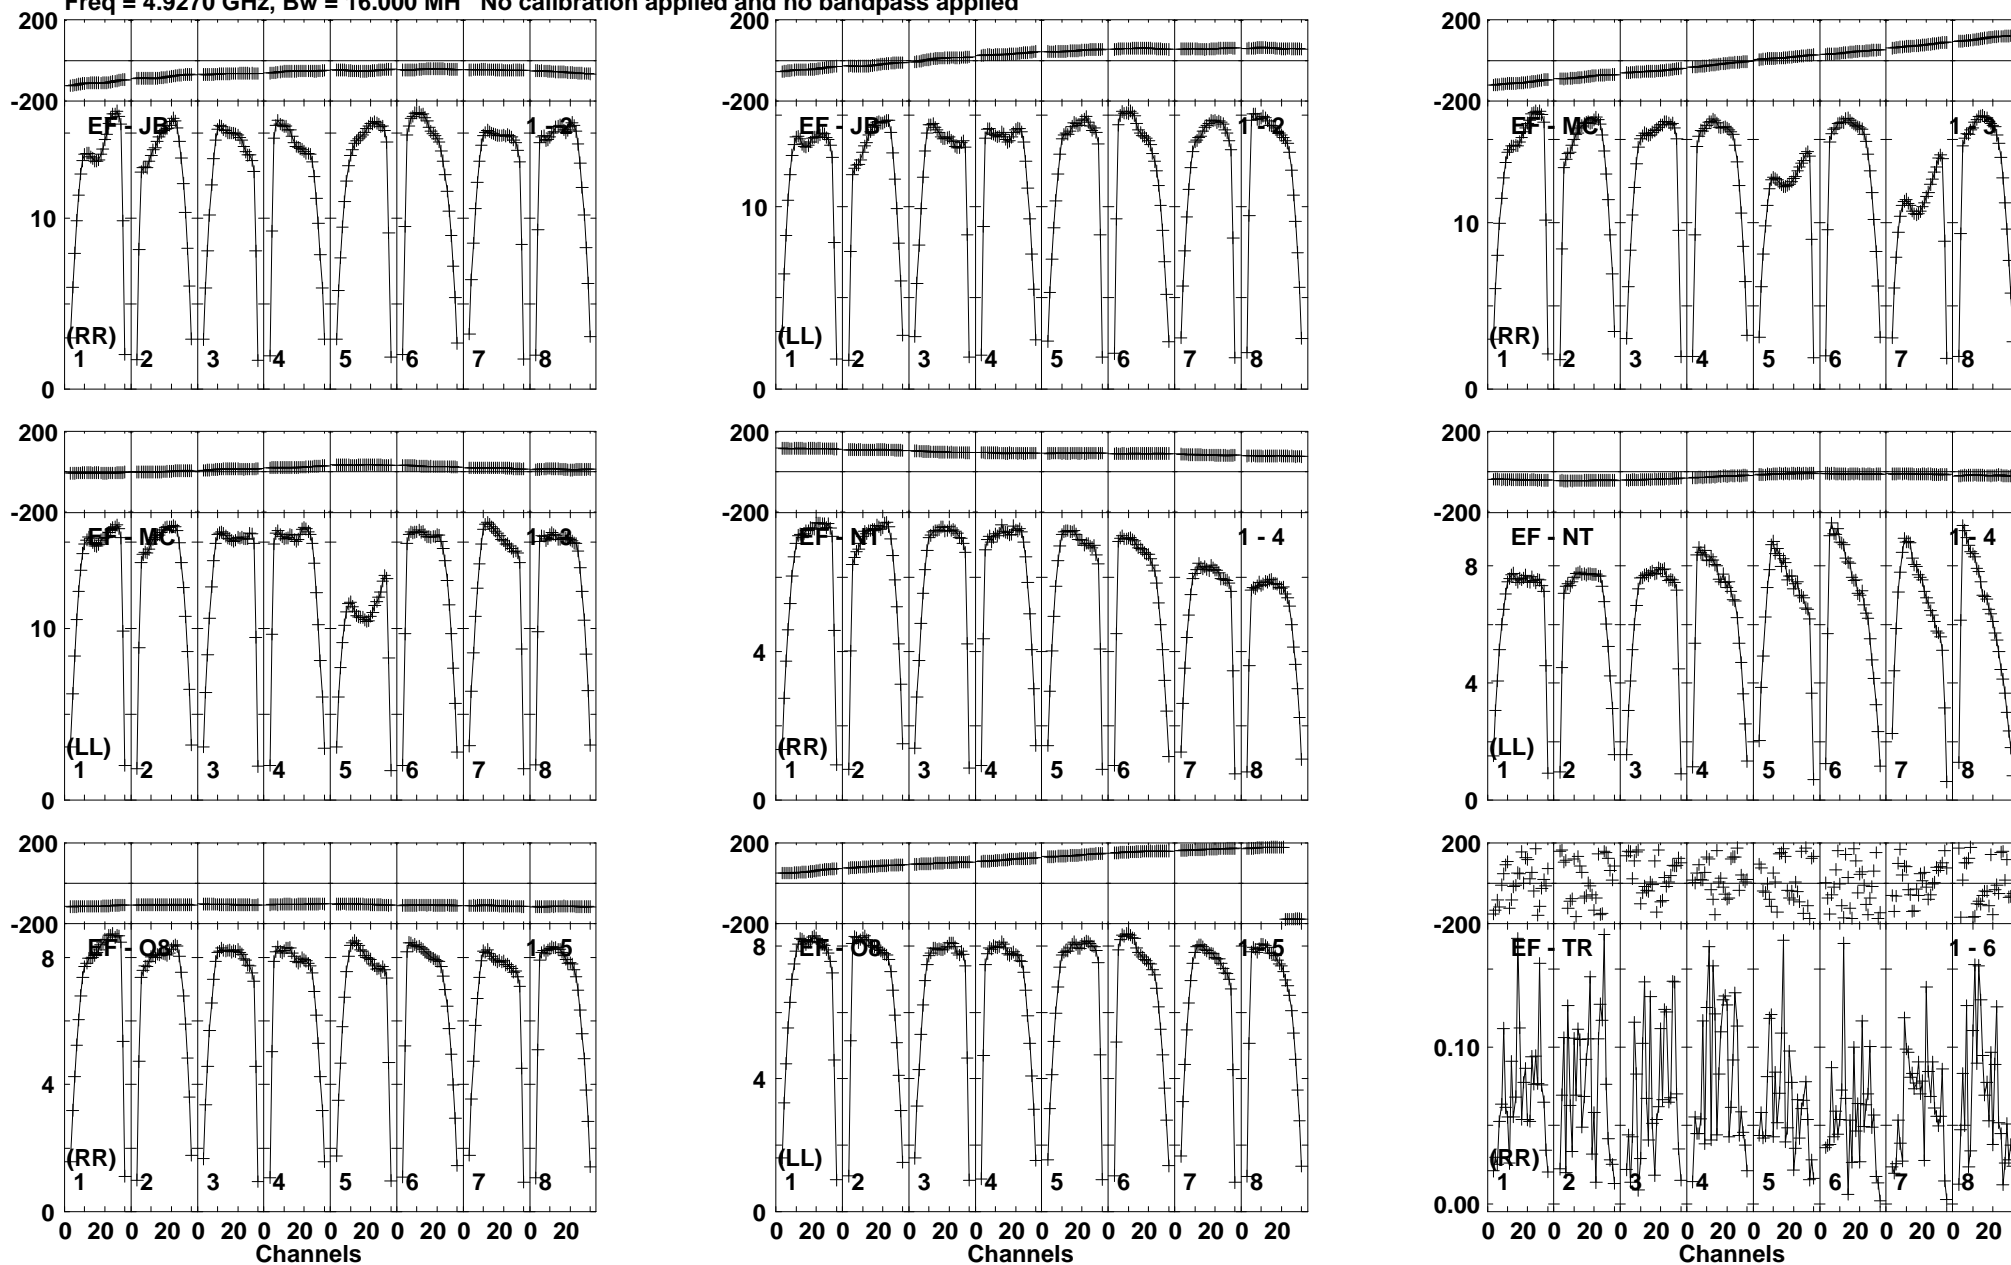 Freq = 4.9270 GHz, Bw = 16.000 MH No calibration applied and no bandpass applied
200 200 200
-200 -200 -200
EF - JB 1 - 2 EF - JB 1 - 2 EF - MC 1 - 3
10 10 10
(RR) (LL) (RR)
1 2 3 4 5 6 7 8 1 2 3 4 5 6 7 8 1 2 3 4 5 6 7 8
0 0 0
200 200 200
-200 -200 -200
EF - MC 1 - 3 EF - NT 1 - 4 EF - NT 1 - 4
10 4 8
4
(LL) (RR) (LL)
1 2 3 4 5 6 7 8 1 2 3 4 5 6 7 8 1 2 3 4 5 6 7 8
0 0 0
200 200 200
-200 -200 -200
EF - O8 1 - 5 EF - O8 1 - 5 EF - TR 1 - 6
8 8
4 4 0.10
(RR) (LL) (RR)
1 2 3 4 5 6 7 8 1 2 3 4 5 6 7 8 1 2 3 4 5 6 7 8
0 0 0.00
0 20 0 20 0 20 0 20 0 20 0 20 0 20 0 20 0 20 0 20 0 20 0 20 0 20 0 20 0 20 0 20 0 20 0 20 0 20 0 20 0 20 0 20 0 20 0 20
Channels Channels Channels